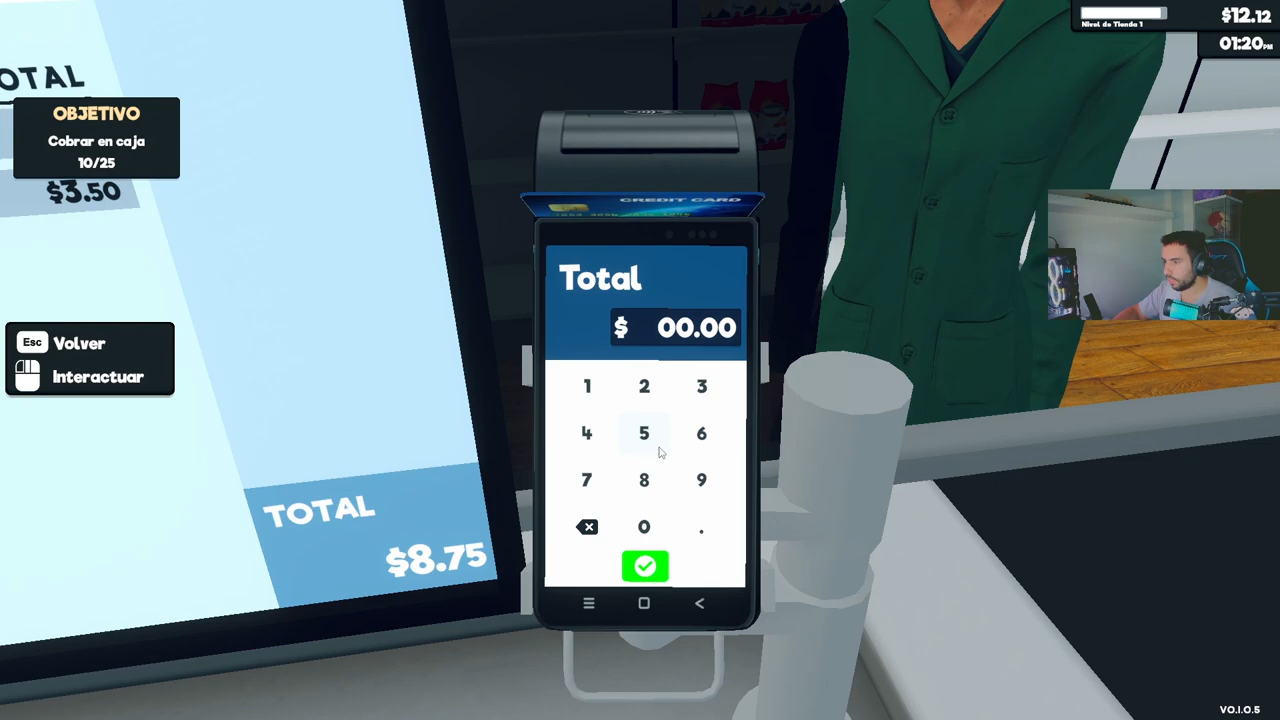 OTAL
$3.50
OBJETIVO
Cobrar en caja
10/25
Esc Volver
Interactuar
TOTAL
$8.75
CREDIT CARD
Total
$ 00.00
1 2 3
4 5 6
7 8 9
0 .
$12.12
Nivel de Tienda 1
01:20PM
V0.1.0.5